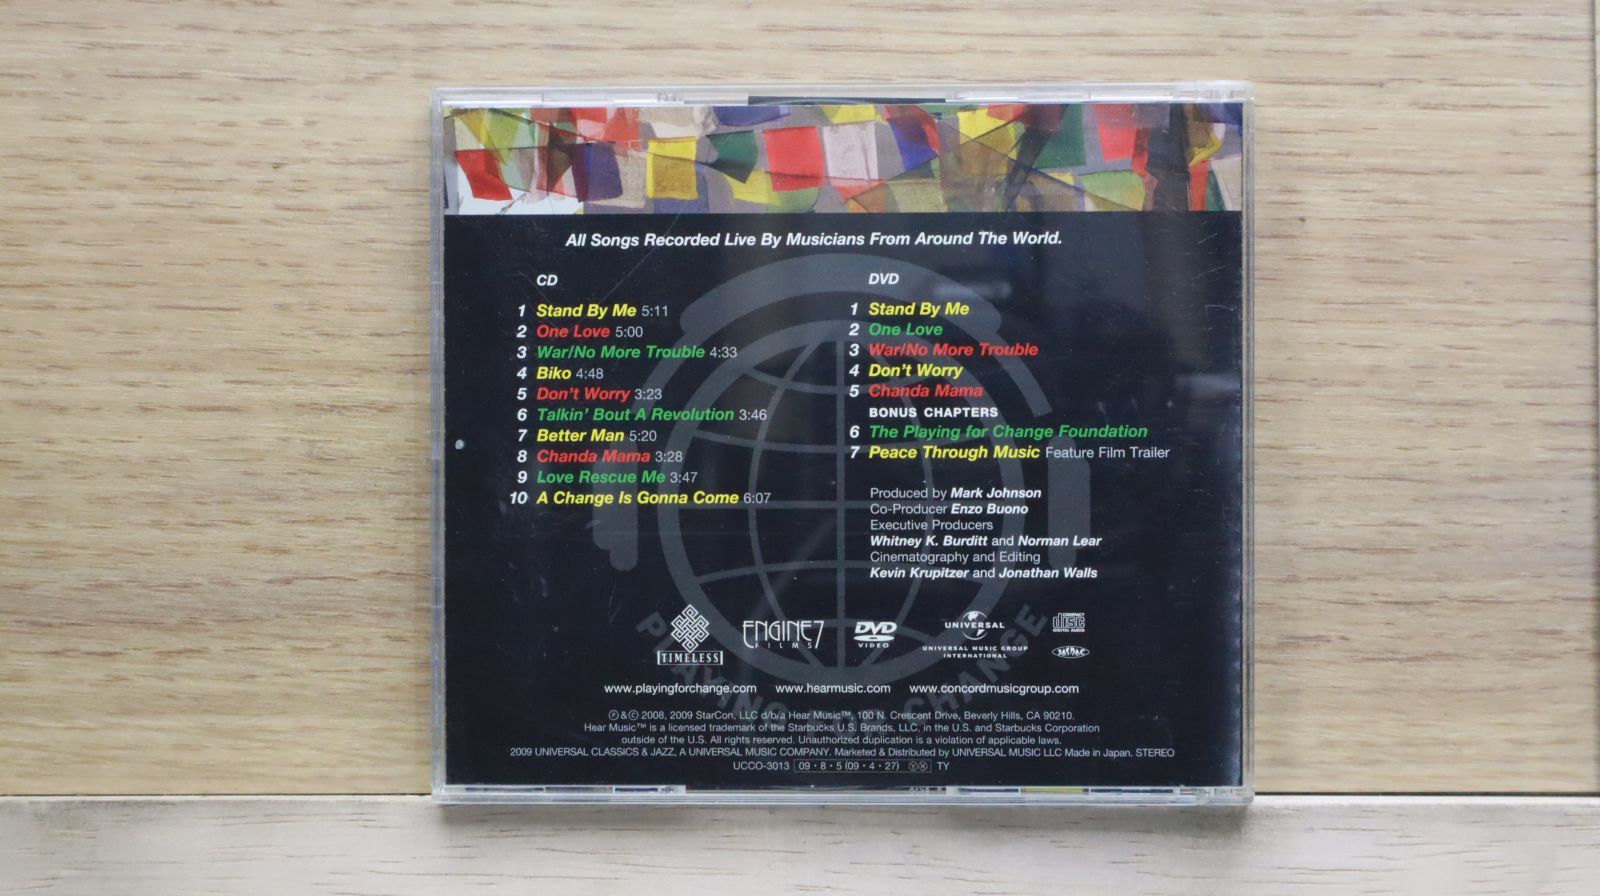 All Songs Recorded Live By Musicians From Around The World.
CD
1 Stand By Me 5:11
2 One Love 5:00
3 War/No More Trouble 4:33
4 Biko 4:48
5 Don't Worry 3:23
6 Talkin' Bout A Revolution 3:46
7 Better Man 5:20
8 Chanda Mama 3:28
9 Love Rescue Me 3:47
10 A Change Is Gonna Come 6:07
DVD
1 Stand By Me
2 One Love
3 War/No More Trouble
4 Don't Worry
5 Chanda Mama
BONUS CHAPTERS
6 The Playing for Change Foundation
7 Peace Through Music Feature Film Trailer
Produced by Mark Johnson
Co-Producer Enzo Buono
Executive Producers
Whitney K. Burditt and Norman Lear
Cinematography and Editing
Kevin Krupitzer and Jonathan Walls
PLAYING FOR CHANGE
TIMELESS
ENGINE7
FILMS
DVD
VIDEO
UNIVERSAL
UNIVERSAL MUSIC GROUP
INTERNATIONAL
COMPACT
disc
DIGITAL AUDIO
JASRAC
www.playingforchange.com www.hearmusic.com www.concordmusicgroup.com
℗&© 2008, 2009 StarCon, LLC d/b/a Hear Music™, 100 N. Crescent Drive, Beverly Hills, CA 90210.
Hear Music™ is a licensed trademark of the Starbucks U.S. Brands, LLC, in the U.S. and Starbucks Corporation
outside of the U.S. All rights reserved. Unauthorized duplication is a violation of applicable laws.
2009 UNIVERSAL CLASSICS & JAZZ, A UNIVERSAL MUSIC COMPANY. Marketed & Distributed by UNIVERSAL MUSIC LLC Made in Japan. STEREO
UCCO-3013 09・8・5 (09・4・27) Ⓨ Ⓧ TY